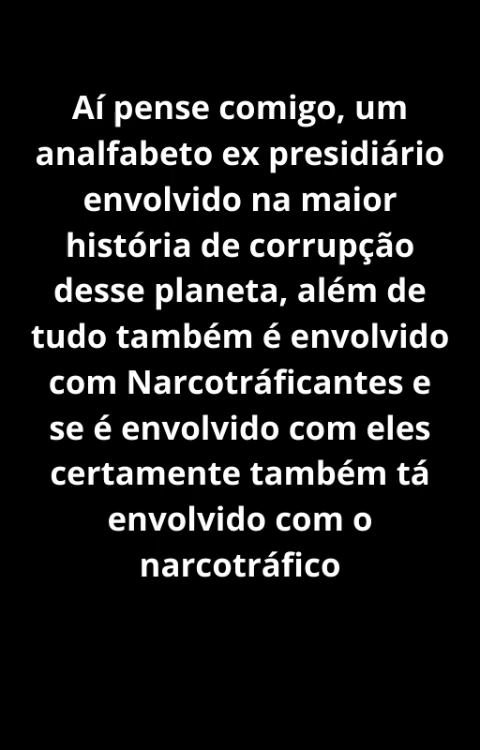 Aí pense comigo, um
analfabeto ex presidiário
envolvido na maior
história de corrupção
desse planeta, além de
tudo também é envolvido
com Narcotráficantes e
se é envolvido com eles
certamente também tá
envolvido com o
narcotráfico